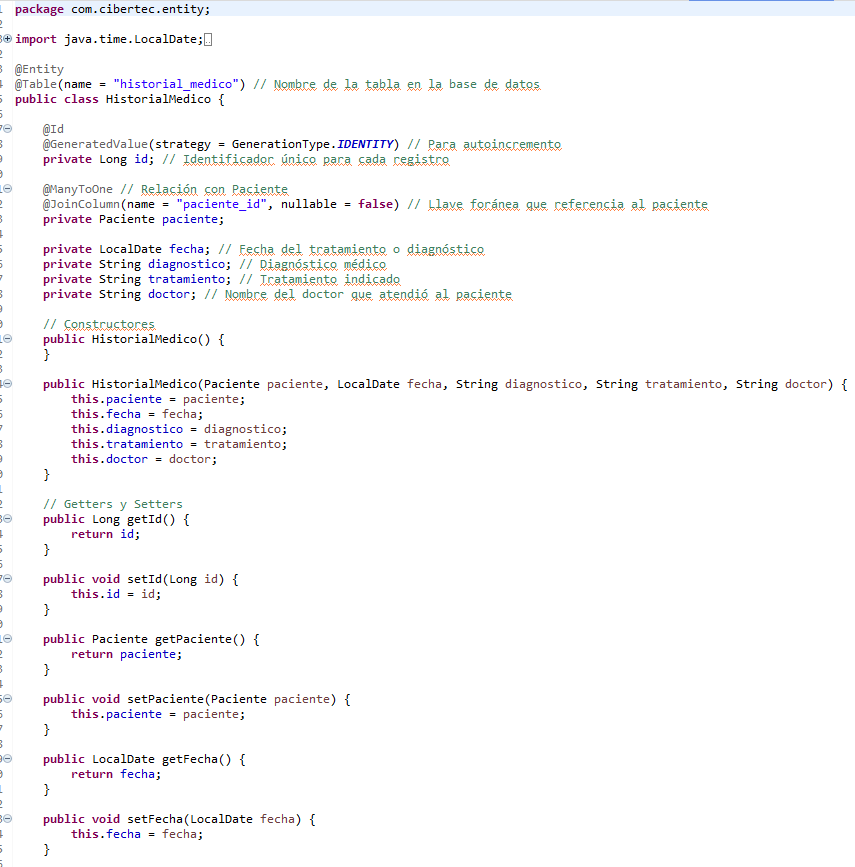 package com.cibertec.entity;
import java.time.LocalDate;
@Entity
@Table(name = "historial_medico") // Nombre de la tabla en la base de datos
public class HistorialMedico {
@Id
@GeneratedValue(strategy = GenerationType.IDENTITY) // Para autoincremento
private Long id; // Identificador único para cada registro
@ManyToOne // Relación con Paciente
@JoinColumn(name = "paciente_id", nullable = false) // Llave foránea que referencia al paciente
private Paciente paciente;
private LocalDate fecha; // Fecha del tratamiento o diagnóstico
private String diagnostico; // Diagnóstico médico
private String tratamiento; // Tratamiento indicado
private String doctor; // Nombre del doctor que atendió al paciente
// Constructores
public HistorialMedico() {
}
public HistorialMedico(Paciente paciente, LocalDate fecha, String diagnostico, String tratamiento, String doctor) {
this.paciente = paciente;
this.fecha = fecha;
this.diagnostico = diagnostico;
this.tratamiento = tratamiento;
this.doctor = doctor;
}
// Getters y Setters
public Long getId() {
return id;
}
public void setId(Long id) {
this.id = id;
}
public Paciente getPaciente() {
return paciente;
}
public void setPaciente(Paciente paciente) {
this.paciente = paciente;
}
public LocalDate getFecha() {
return fecha;
}
public void setFecha(LocalDate fecha) {
this.fecha = fecha;
}